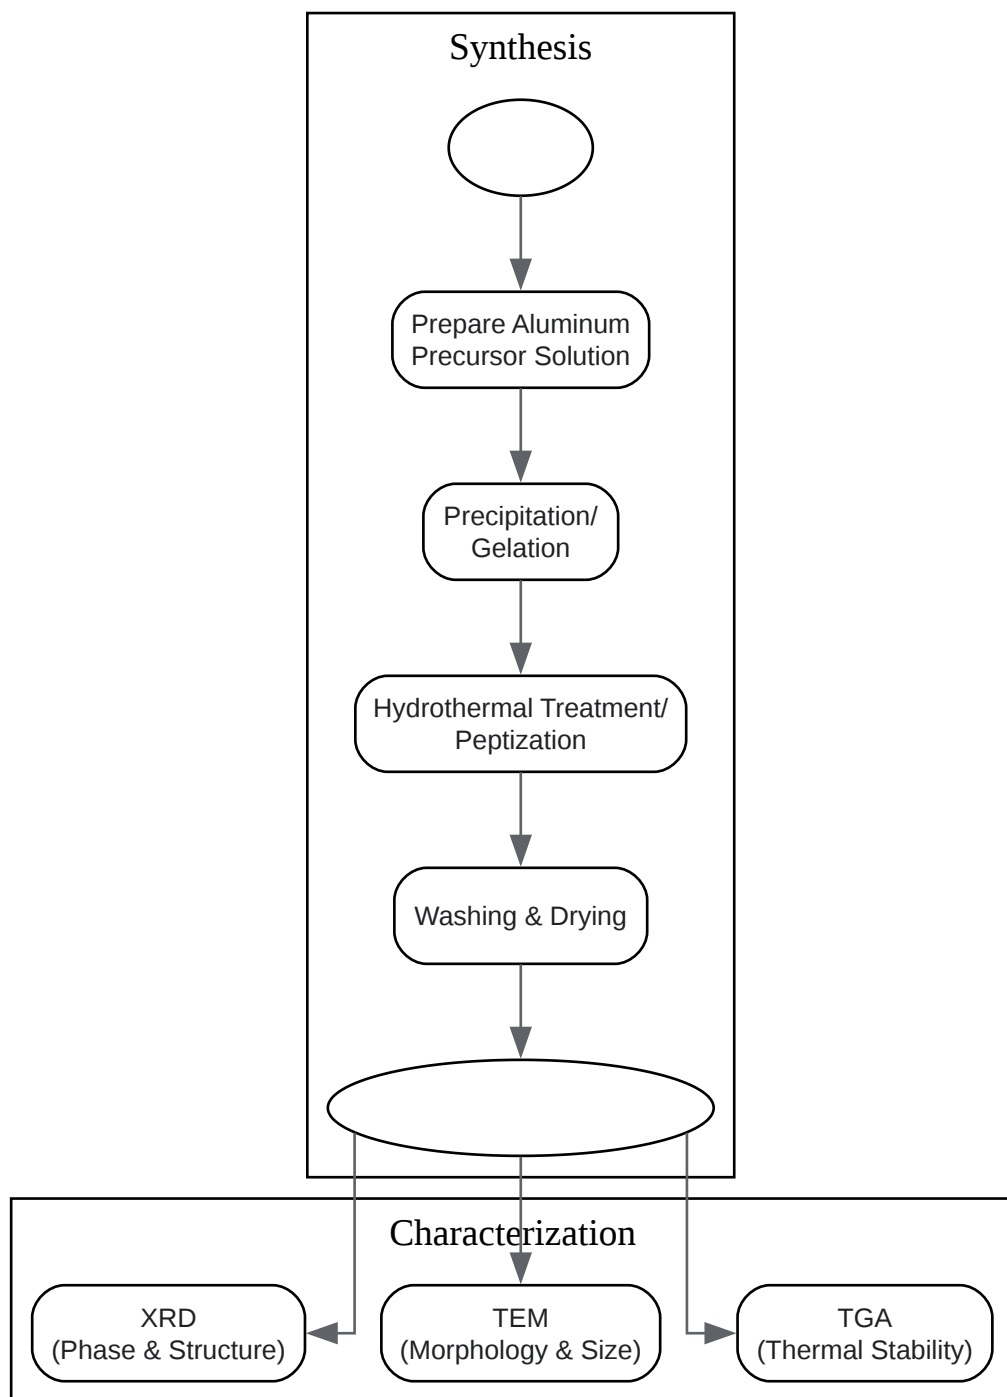 Synthesis
Prepare Aluminum
Precursor Solution
Precipitation/
Gelation
Hydrothermal Treatment/
Peptization
Washing & Drying
Characterization
XRD
(Phase & Structure)
TEM
(Morphology & Size)
TGA
(Thermal Stability)